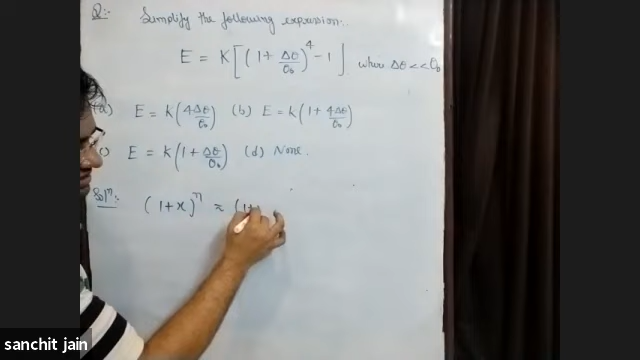 Q:- Simplify the following expression:-
E = K[(1 + Δθ/θ₀)⁴ - 1] where Δθ << θ₀
(a) E = K(4Δθ/θ₀) (b) E = K(1 + 4Δθ/θ₀)
E = K(1 + Δθ/θ₀) (d) None.
Solⁿ:- (1+x)ⁿ ≈ (1+
sanchit jain